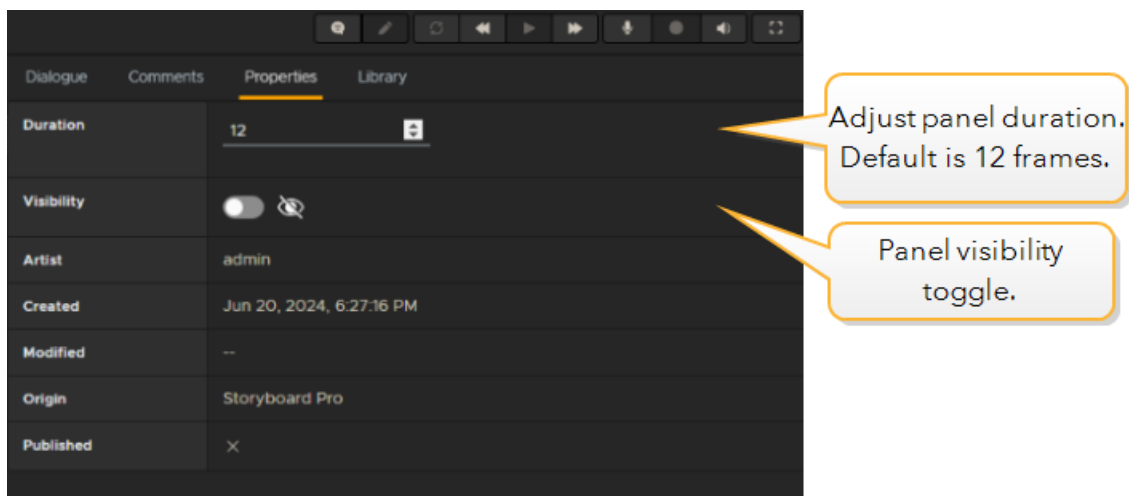 Dialogue Comments Properties Library
Duration 12
Visibility
Artist admin
Created Jun 20, 2024, 6:27:16 PM
Modified --
Origin Storyboard Pro
Published
Adjust panel duration.
Default is 12 frames.
Panel visibility
toggle.